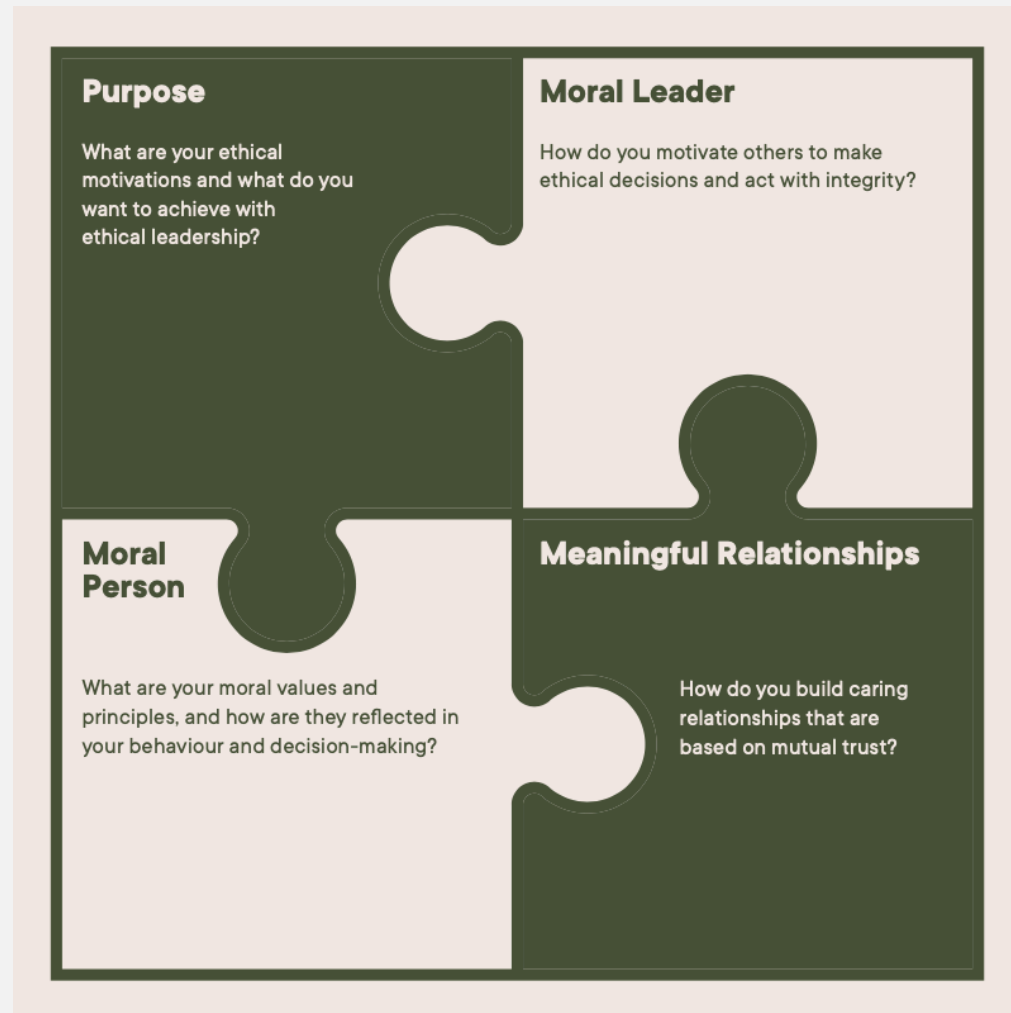 Purpose
What are your ethical
motivations and what do you
want to achieve with
ethical leadership?
Moral Leader
How do you motivate others to make
ethical decisions and act with integrity?
Moral
Person
What are your moral values and
principles, and how are they reflected in
your behaviour and decision-making?
Meaningful Relationships
How do you build caring
relationships that are
based on mutual trust?